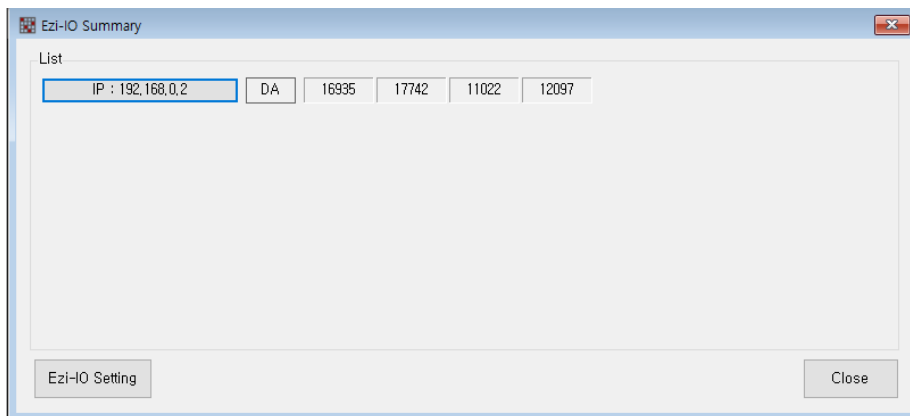 Ezi-IO Summary
List
IP : 192,168,0,2 DA 16935 17742 11022 12097
Ezi-IO Setting Close